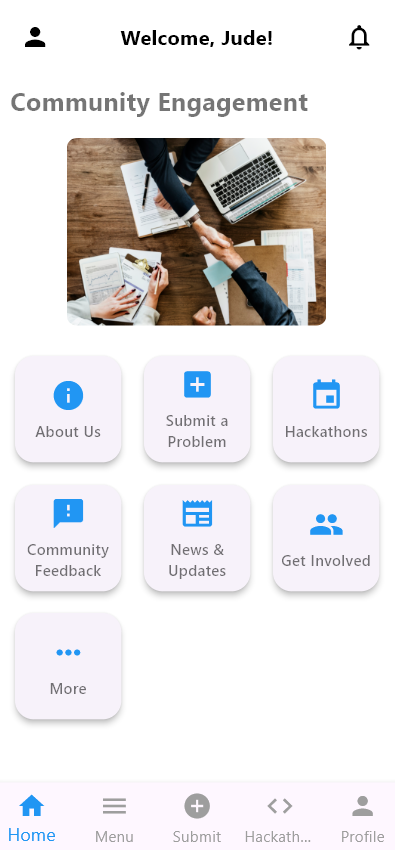 Welcome, Jude!
Community Engagement
About Us
Submit a
Problem
Hackathons
Community
Feedback
News &
Updates
Get Involved
More
Home
Menu
Submit
Hackath...
Profile